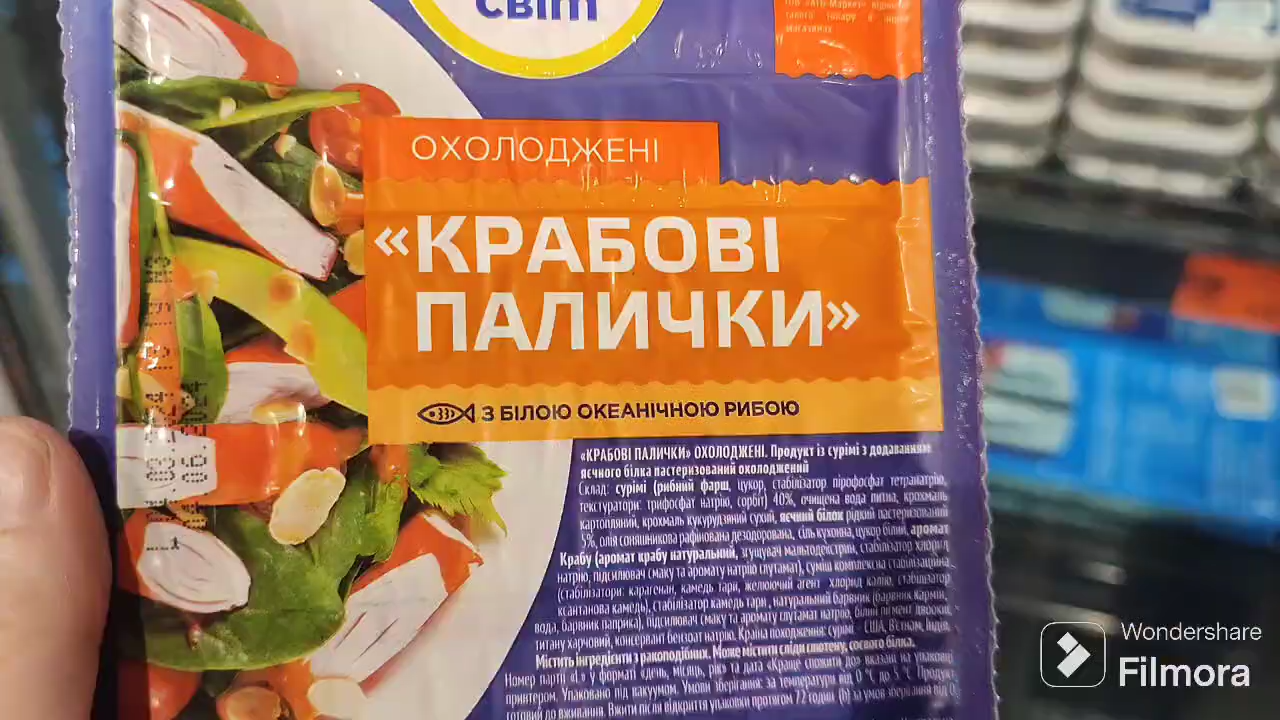 світ
магазинах
ОХОЛОДЖЕНІ
«КРАБОВІ
ПАЛИЧКИ»
З БІЛОЮ ОКЕАНІЧНОЮ РИБОЮ
«КРАБОВІ ПАЛИЧКИ» ОХОЛОДЖЕНІ. Продукт із сурімі з додаванням
яєчного білка пастеризований охолоджений
Склад: сурімі (рибний фарш, цукор, стабілізатор пірофосфат тетранатрію,
текстуратори: трифосфат натрію, сорбіт) 40%, очищена вода питна, крохмаль
картопляний, крохмаль кукурудзяний сухий, яєчний білок рідкий пастеризований
5%, олія соняшникова рафінована дезодорована, сіль кухонна, цукор білий, аромат
Крабу (аромат крабу натуральний, згущувач мальтодекстрин, стабілізатор хлорид
натрію, підсилювач смаку та аромату натрію глутамат), суміш комплексна стабілізаційна
(стабілізатори: карагенан, камедь тари, желюючий агент хлорид калію, стабілізатор
ксантанова камедь), стабілізатор камедь тари, натуральний барвник (барвник кармін,
вода, барвник паприка), підсилювач смаку та аромату глутамат натрію, білий пігмент двоокис
титану харчовий, консервант бензоат натрію. Країна походження: сурімі - США, В'єтнам, Індія.
Містить інгредієнти з ракоподібних. Може містити сліди глютену, соєвого білка.
Номер партії «L» у форматі «день, місяць, рік» та дата «Краще спожити до» вказані на упаковці
принтером. Упаковано під вакуумом. Умови зберігання: за температури від 0 °C до 5 °C Продукт
готовий до вживання. Вжити після відкриття упаковки протягом 72 годин (h) за умов зберігання від 0
Wondershare
Filmora